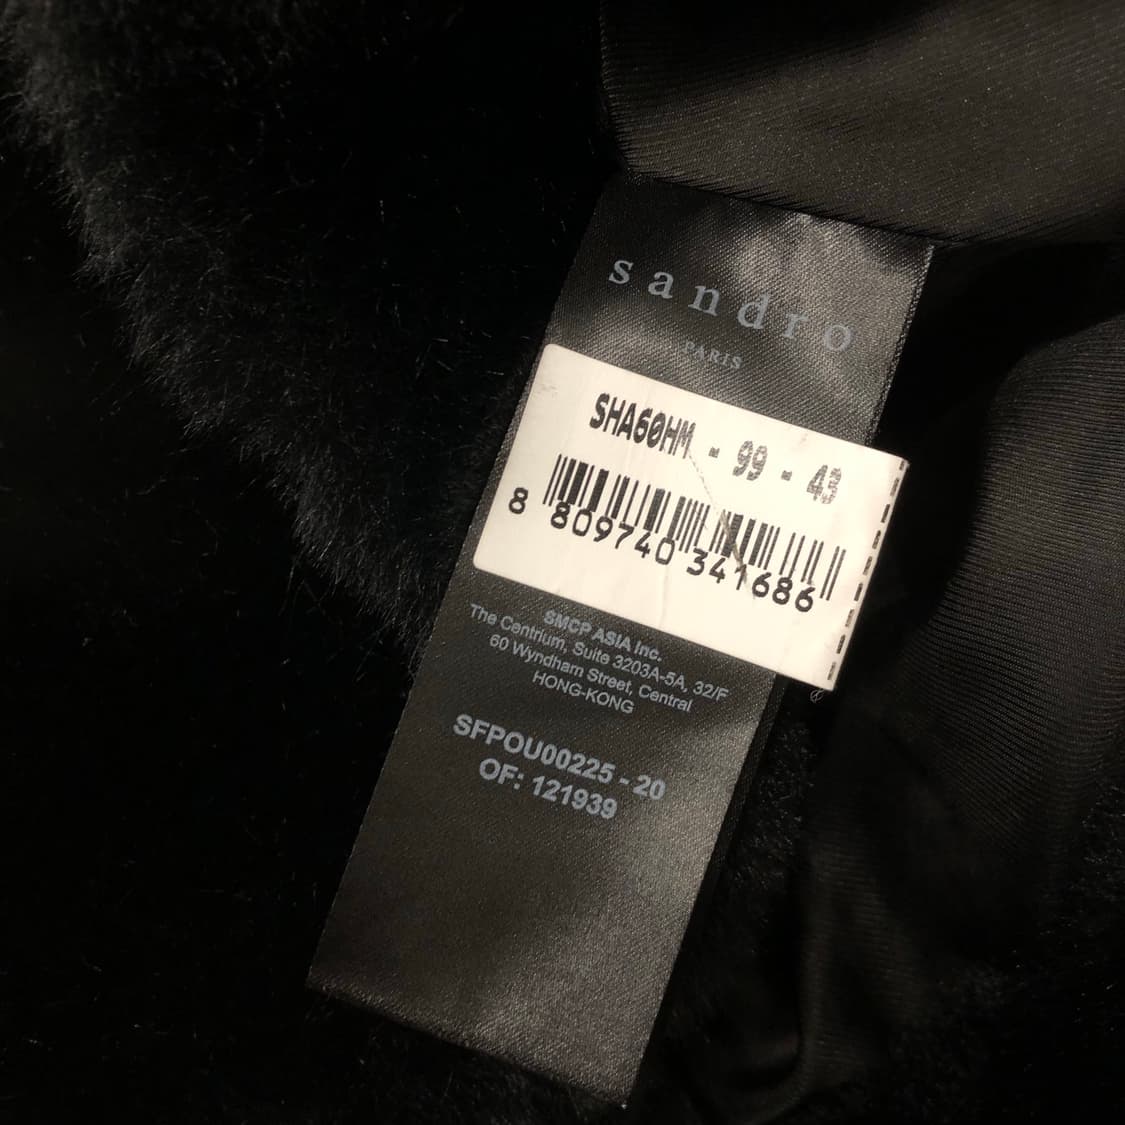 sandro
PARIS
SHA60HM - 99 - 43
8 809740 341686
SMCP ASIA Inc.
The Centrium, Suite 3203A-5A, 32/F
60 Wyndham Street, Central
HONG-KONG
SFPOU00225 - 20
OF: 121939